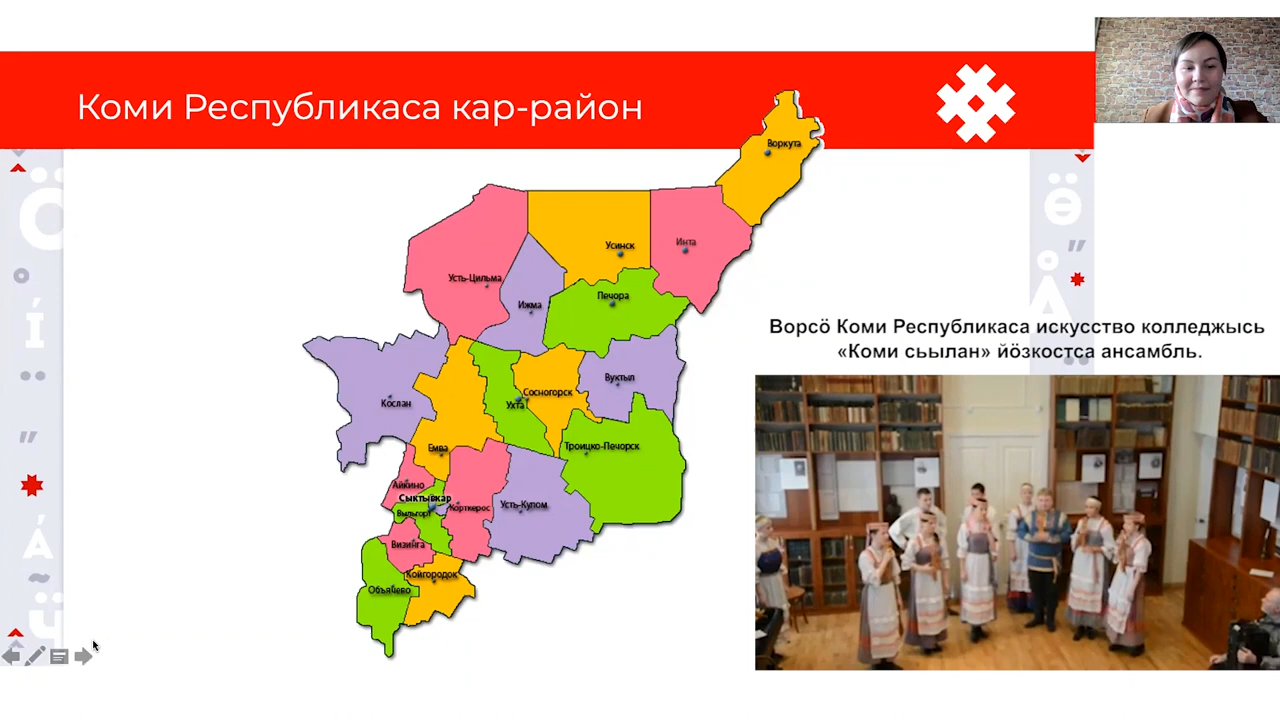 Коми Республикаса кар-район
Воркута
Усинск
Инта
Усть-Цильма
Ижма
Печора
Кослан
Ухта
Сосногорск
Вуктыл
Емва
Троицко-Печорск
Айкино
Сыктывкар
Выльгорт
Корткерос
Усть-Кулом
Визинга
Койгородок
Объячево
Ворсӧ Коми Республикаса искусство колледжысь
«Коми сьылан» йӧзкостса ансамбль.